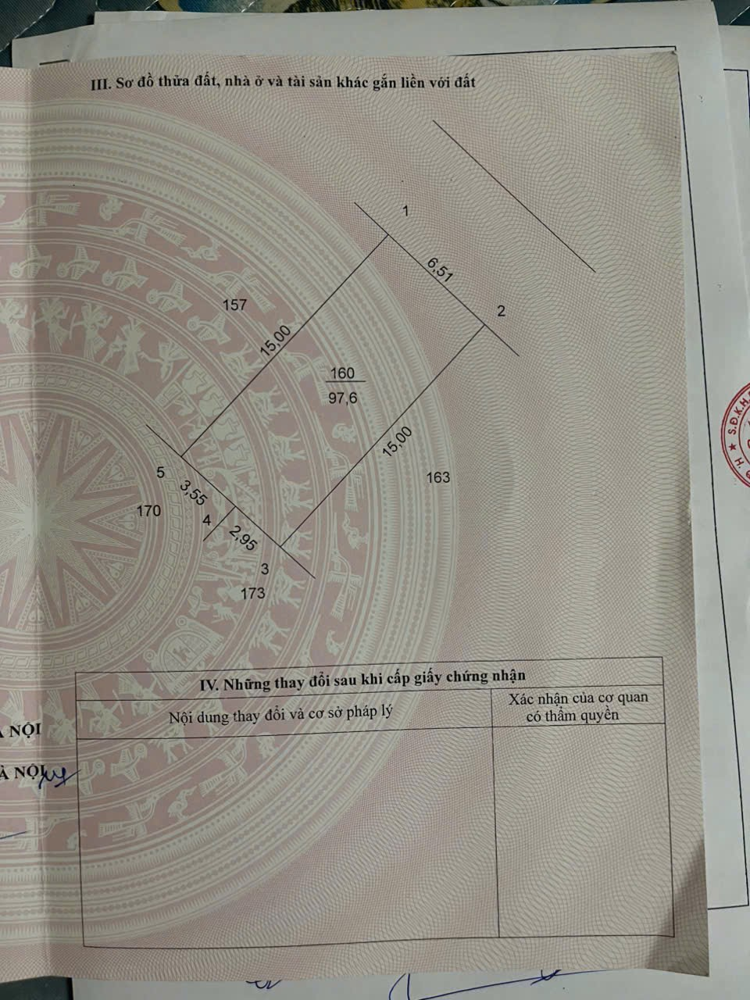 III. Sơ đồ thửa đất, nhà ở và tài sản khác gắn liền với đất
1
6,51
2
157
15,00
160
97,6
15,00
163
5
3,55
170
4
2,95
3
173
★ S.Đ.K.H
IV. Những thay đổi sau khi cấp giấy chứng nhận
Nội dung thay đổi và cơ sở pháp lý
Xác nhận của cơ quan
có thẩm quyền
NỘI
À NỘI